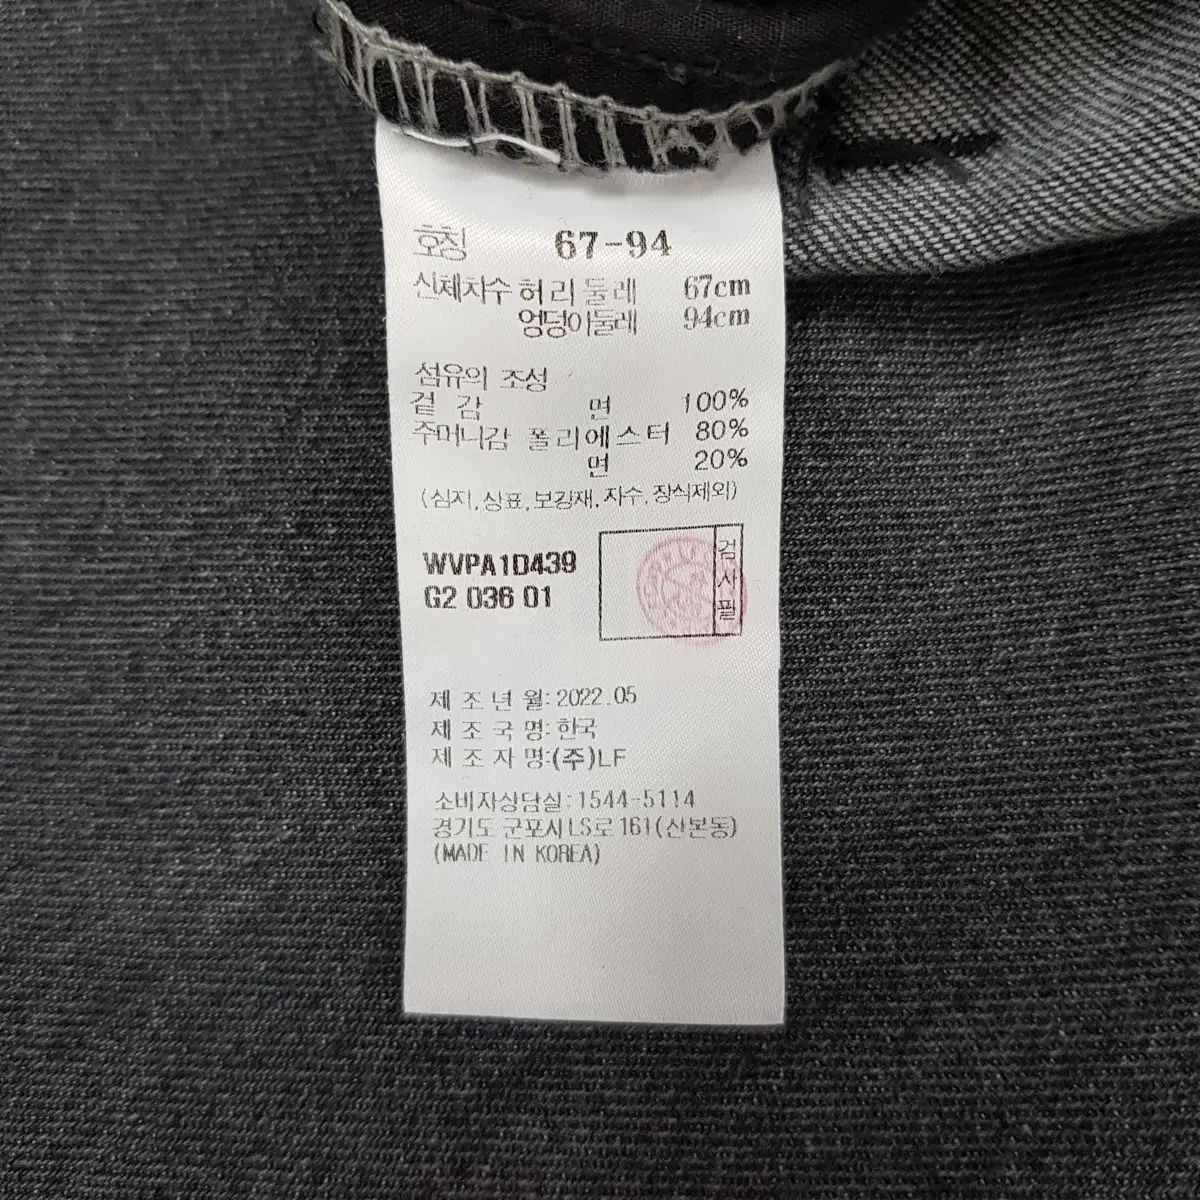 호칭 67-94
신체치수 허리둘레 67cm
엉덩이둘레 94cm
섬유의 조성
겉감 면 100%
주머니감 폴리에스터 80%
면 20%
(심지,상표,보강재,자수,장식제외)
WVPA1D439
G2 036 01
검사필
제조년월: 2022.05
제조국명: 한국
제조자명:(주)LF
소비자상담실:1544-5114
경기도 군포시 LS로 161(산본동)
(MADE IN KOREA)